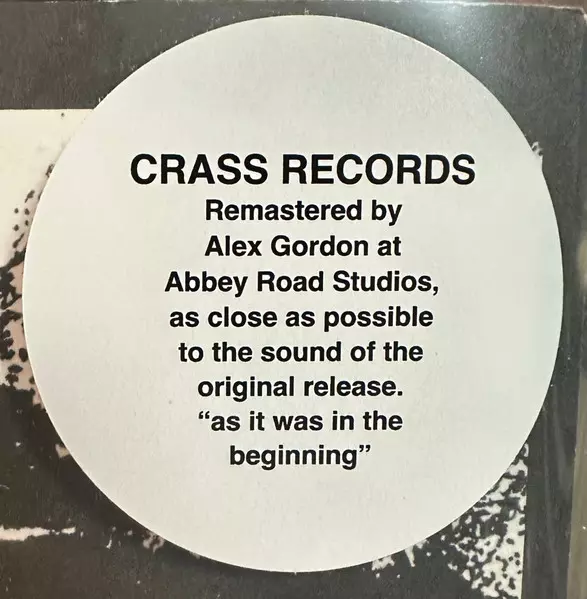 CRASS RECORDS
Remastered by
Alex Gordon at
Abbey Road Studios,
as close as possible
to the sound of the
original release.
“as it was in the
beginning”